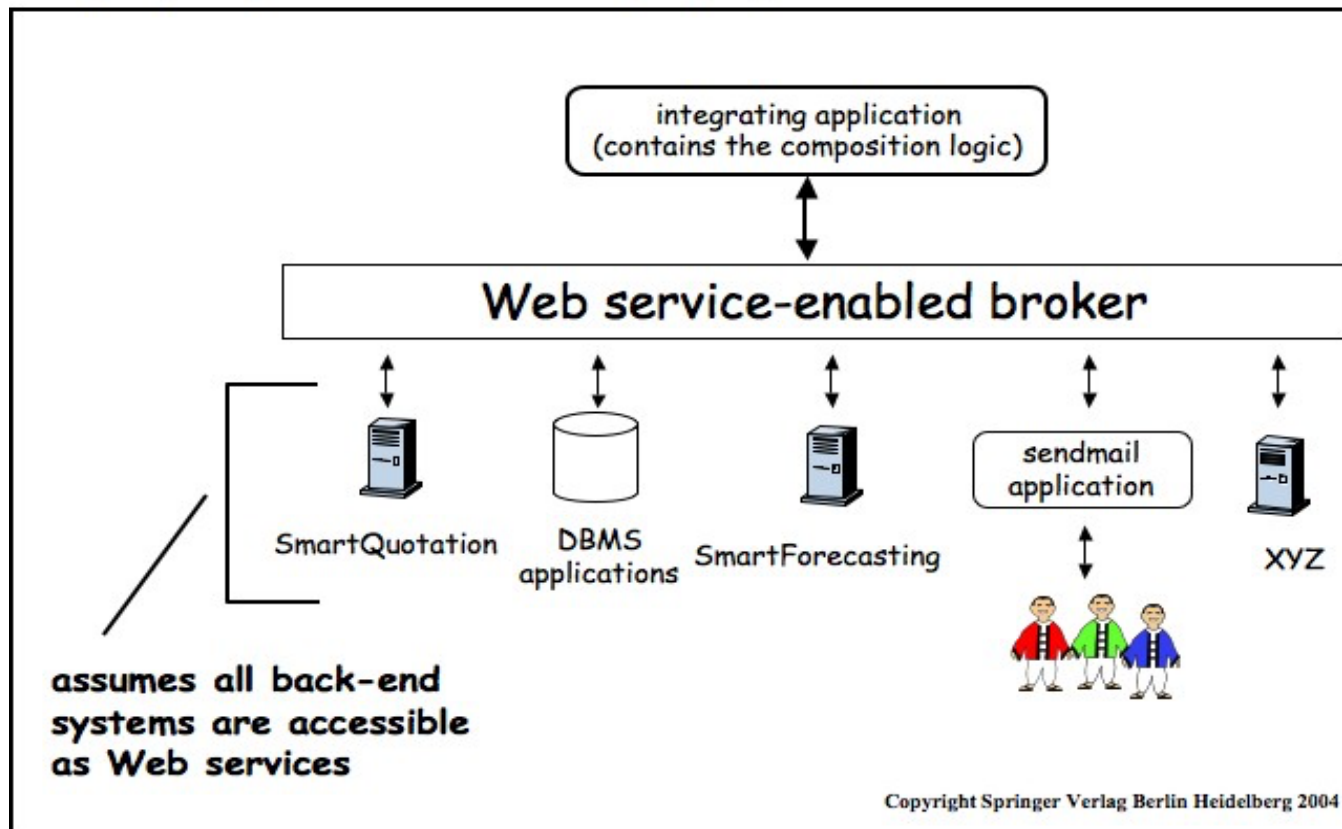 integrating application
(contains the composition logic)
Web service-enabled broker
SmartQuotation
DBMS
applications
SmartForecasting
sendmail
application
XYZ
assumes all back-end
systems are accessible
as Web services
Copyright Springer Verlag Berlin Heidelberg 2004